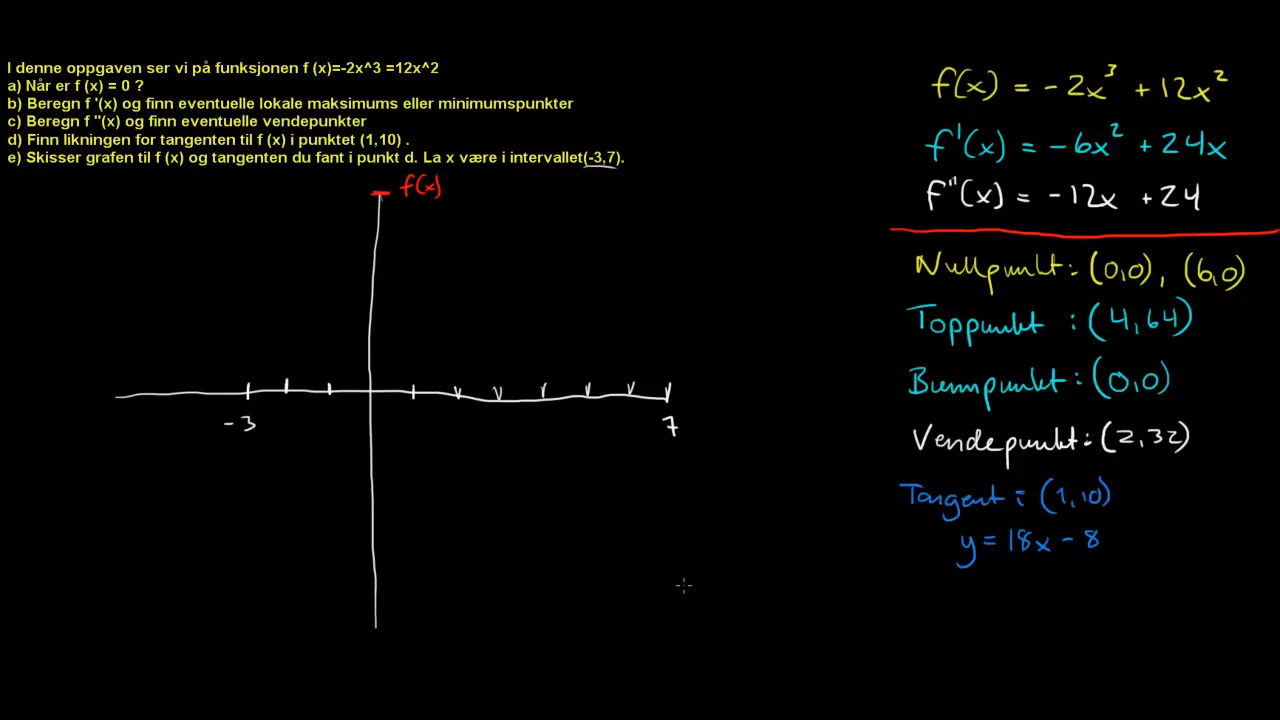 I denne oppgaven ser vi på funksjonen f (x)=-2x^3 =12x^2
a) Når er f (x) = 0 ?
b) Beregn f '(x) og finn eventuelle lokale maksimums eller minimumspunkter
c) Beregn f "(x) og finn eventuelle vendepunkter
d) Finn likningen for tangenten til f (x) i punktet (1,10) .
e) Skisser grafen til f (x) og tangenten du fant i punkt d. La x være i intervallet(-3,7).
f(x)
-3
7
f(x) = -2x³ + 12x²
f'(x) = -6x² + 24x
f"(x) = -12x + 24
Nullpunkt: (0,0), (6,0)
Toppunkt : (4,64)
Bunnpunkt: (0,0)
Vendepunkt: (2,32)
Tangent: (1,10)
y = 18x - 8